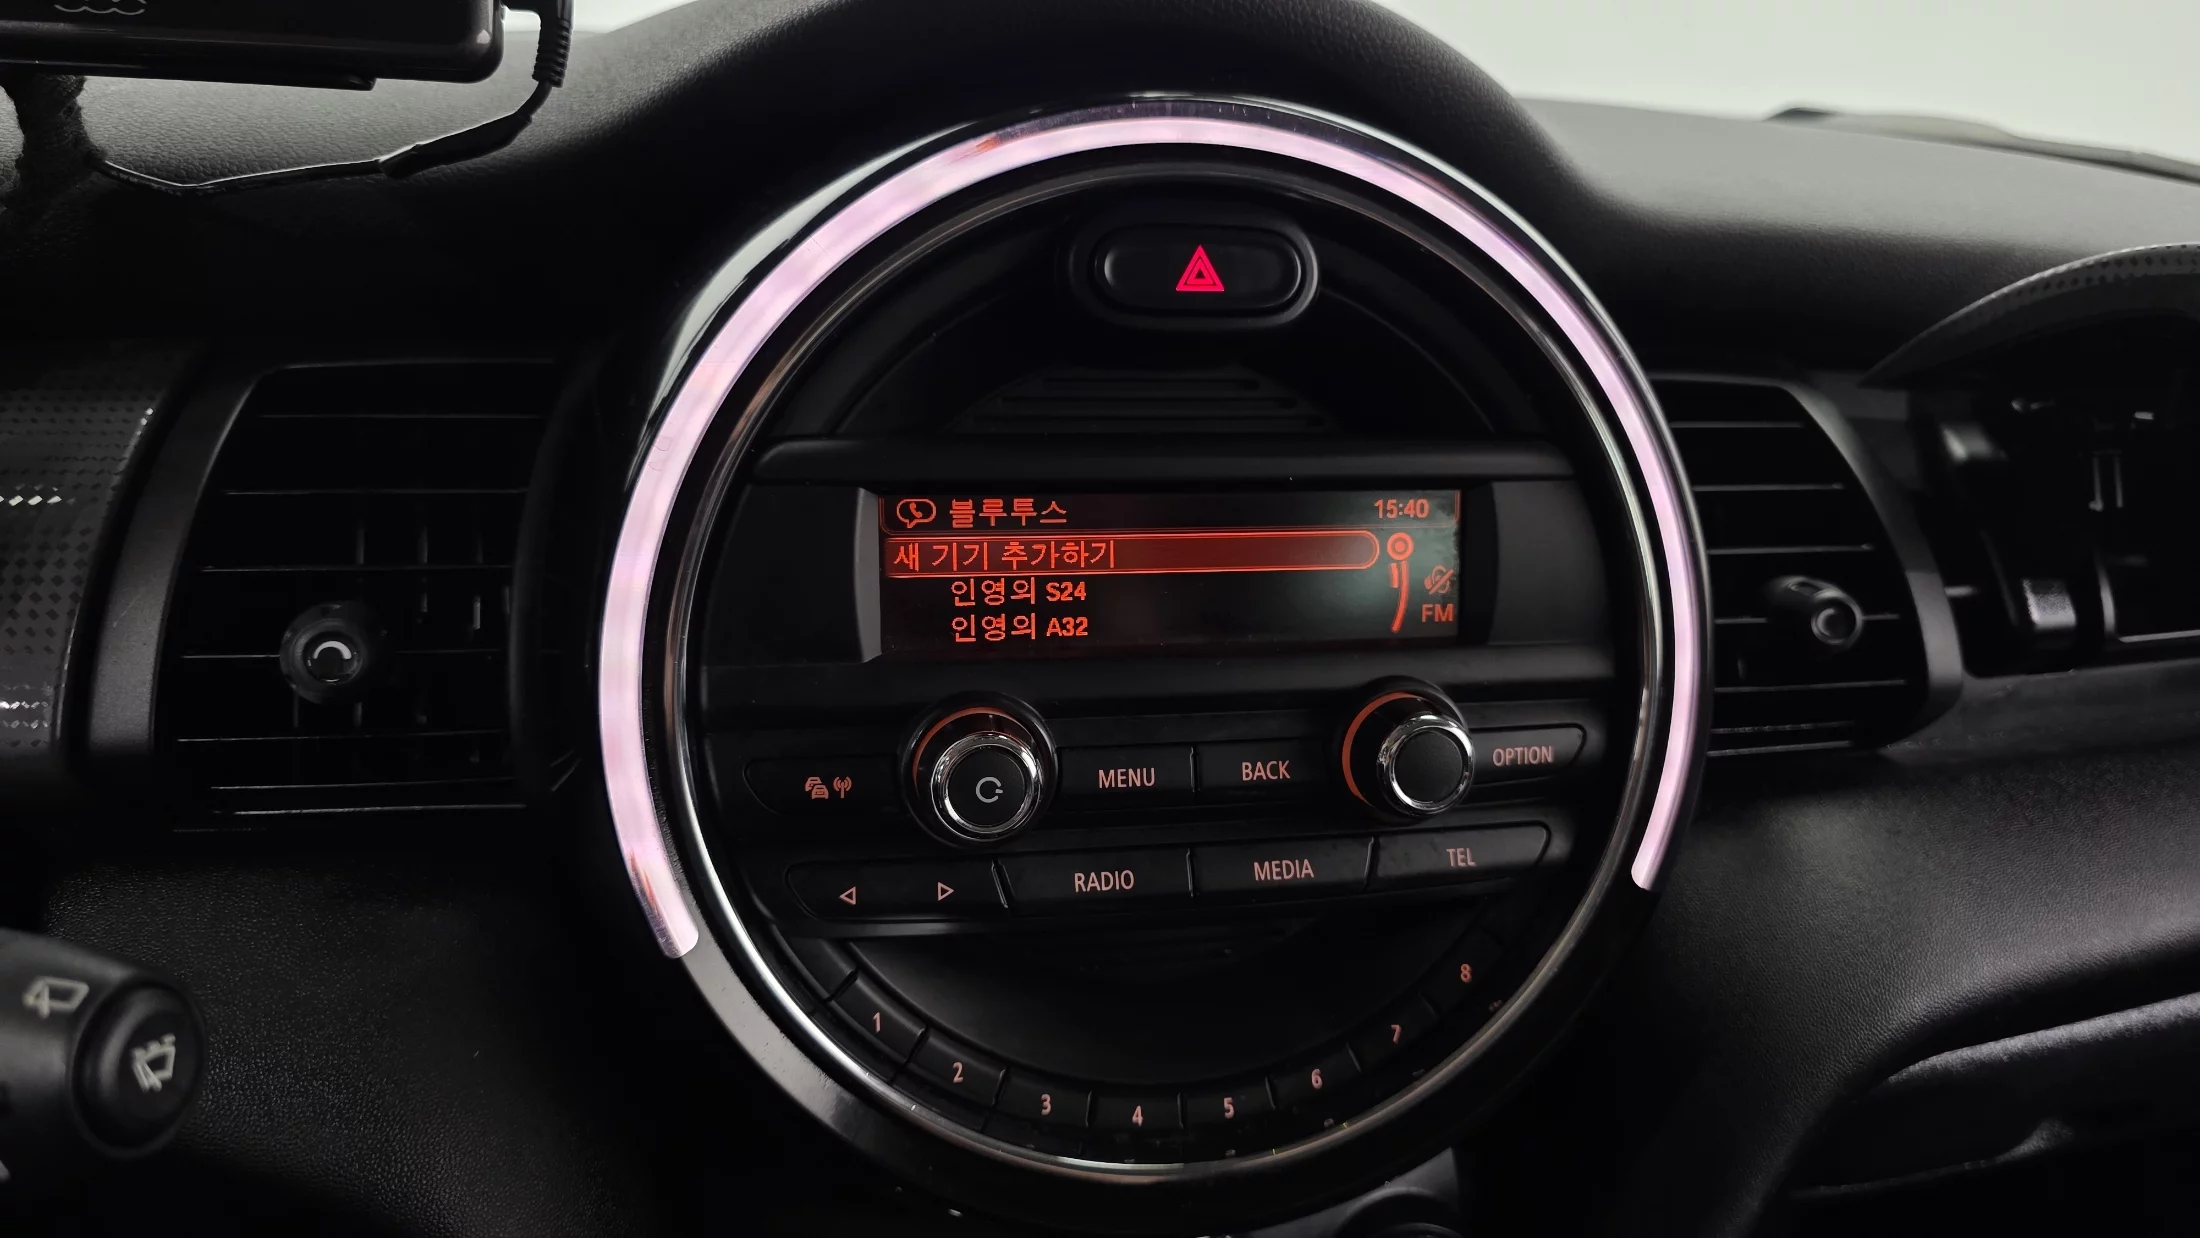 블루투스 15:40
새 기기 추가하기
인영의 S24
인영의 A32
FM
MENU BACK OPTION
RADIO MEDIA TEL
1 2 3 4 5 6 7 8